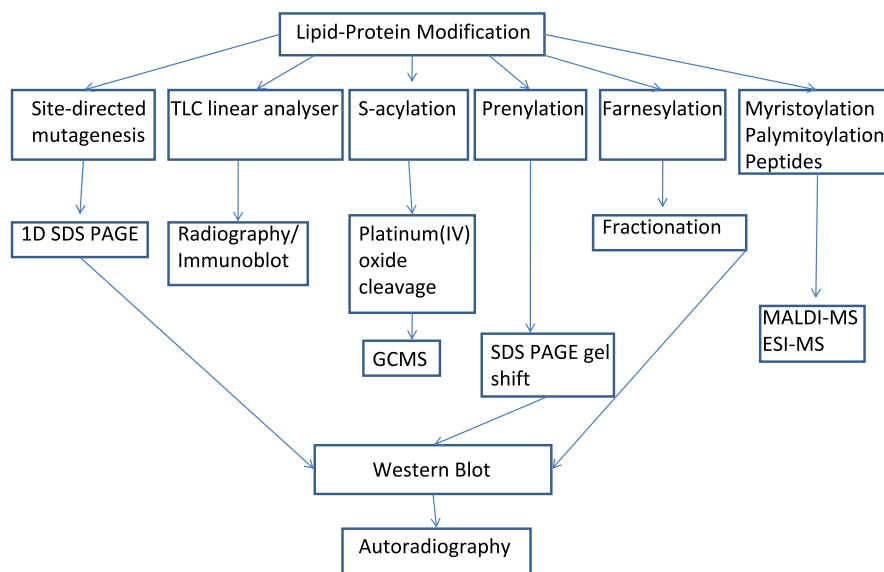 Lipid-Protein Modification
Site-directed
mutagenesis
TLC linear analyser
S-acylation
Prenylation
Farnesylation
Myristoylation
Palymitoylation
Peptides
1D SDS PAGE
Radiography/
Immunoblot
Platinum(IV)
oxide
cleavage
Fractionation
GCMS
SDS PAGE gel
shift
MALDI-MS
ESI-MS
Western Blot
Autoradiography